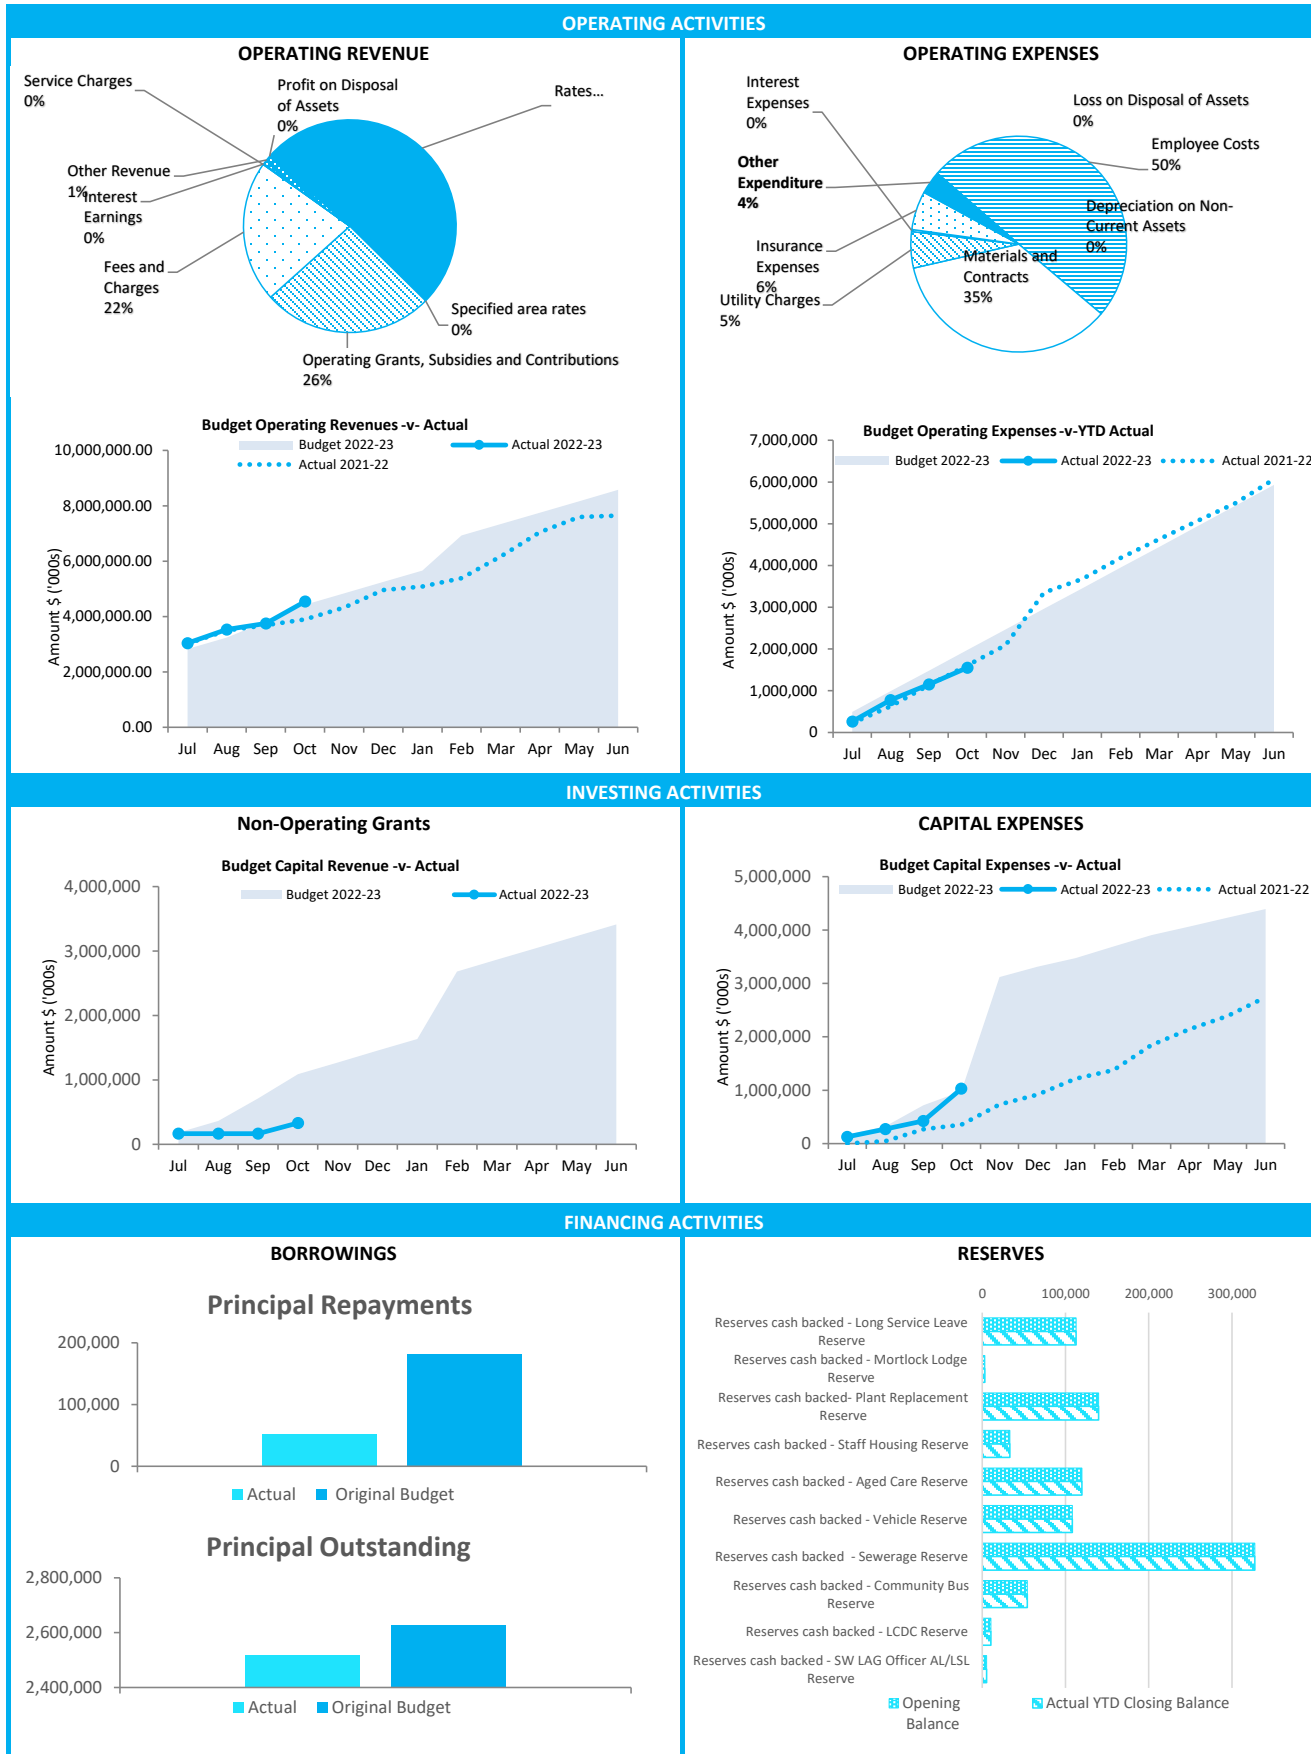 OPERATING ACTIVITIES
OPERATING REVENUE
Service Charges
0%
Profit on Disposal
of Assets
0%
Rates...
Other Revenue
1%
Interest
Earnings
0%
Fees and
Charges
22%
Specified area rates
0%
Operating Grants, Subsidies and Contributions
26%
OPERATING EXPENSES
Interest
Expenses
0%
Loss on Disposal of Assets
0%
Employee Costs
50%
Other
Expenditure
4%
Depreciation on Non-
Current Assets
0%
Insurance
Expenses
6%
Materials and
Contracts
35%
Utility Charges
5%
Budget Operating Revenues -v- Actual
Budget 2022-23
Actual 2022-23
Actual 2021-22
10,000,000.00
8,000,000.00
6,000,000.00
4,000,000.00
2,000,000.00
0.00
Amount $ ('000s)
Jul Aug Sep Oct Nov Dec Jan Feb Mar Apr May Jun
Budget Operating Expenses -v-YTD Actual
Budget 2022-23 Actual 2022-23 Actual 2021-22
7,000,000
6,000,000
5,000,000
4,000,000
3,000,000
2,000,000
1,000,000
0
Amount $ ('000s)
Jul Aug Sep Oct Nov Dec Jan Feb Mar Apr May Jun
INVESTING ACTIVITIES
Non-Operating Grants
Budget Capital Revenue -v- Actual
Budget 2022-23 Actual 2022-23
4,000,000
3,000,000
2,000,000
1,000,000
0
Amount $ ('000s)
Jul Aug Sep Oct Nov Dec Jan Feb Mar Apr May Jun
CAPITAL EXPENSES
Budget Capital Expenses -v- Actual
Budget 2022-23 Actual 2022-23 Actual 2021-22
5,000,000
4,000,000
3,000,000
2,000,000
1,000,000
0
Amount $ ('000s)
Jul Aug Sep Oct Nov Dec Jan Feb Mar Apr May Jun
FINANCING ACTIVITIES
BORROWINGS
Principal Repayments
200,000
100,000
0
Actual Original Budget
Principal Outstanding
2,800,000
2,600,000
2,400,000
Actual Original Budget
RESERVES
0 100,000 200,000 300,000
Reserves cash backed - Long Service Leave
Reserve
Reserves cash backed - Mortlock Lodge
Reserve
Reserves cash backed- Plant Replacement
Reserve
Reserves cash backed - Staff Housing Reserve
Reserves cash backed - Aged Care Reserve
Reserves cash backed - Vehicle Reserve
Reserves cash backed - Sewerage Reserve
Reserves cash backed - Community Bus
Reserve
Reserves cash backed - LCDC Reserve
Reserves cash backed - SW LAG Officer AL/LSL
Reserve
Opening
Balance
Actual YTD Closing Balance